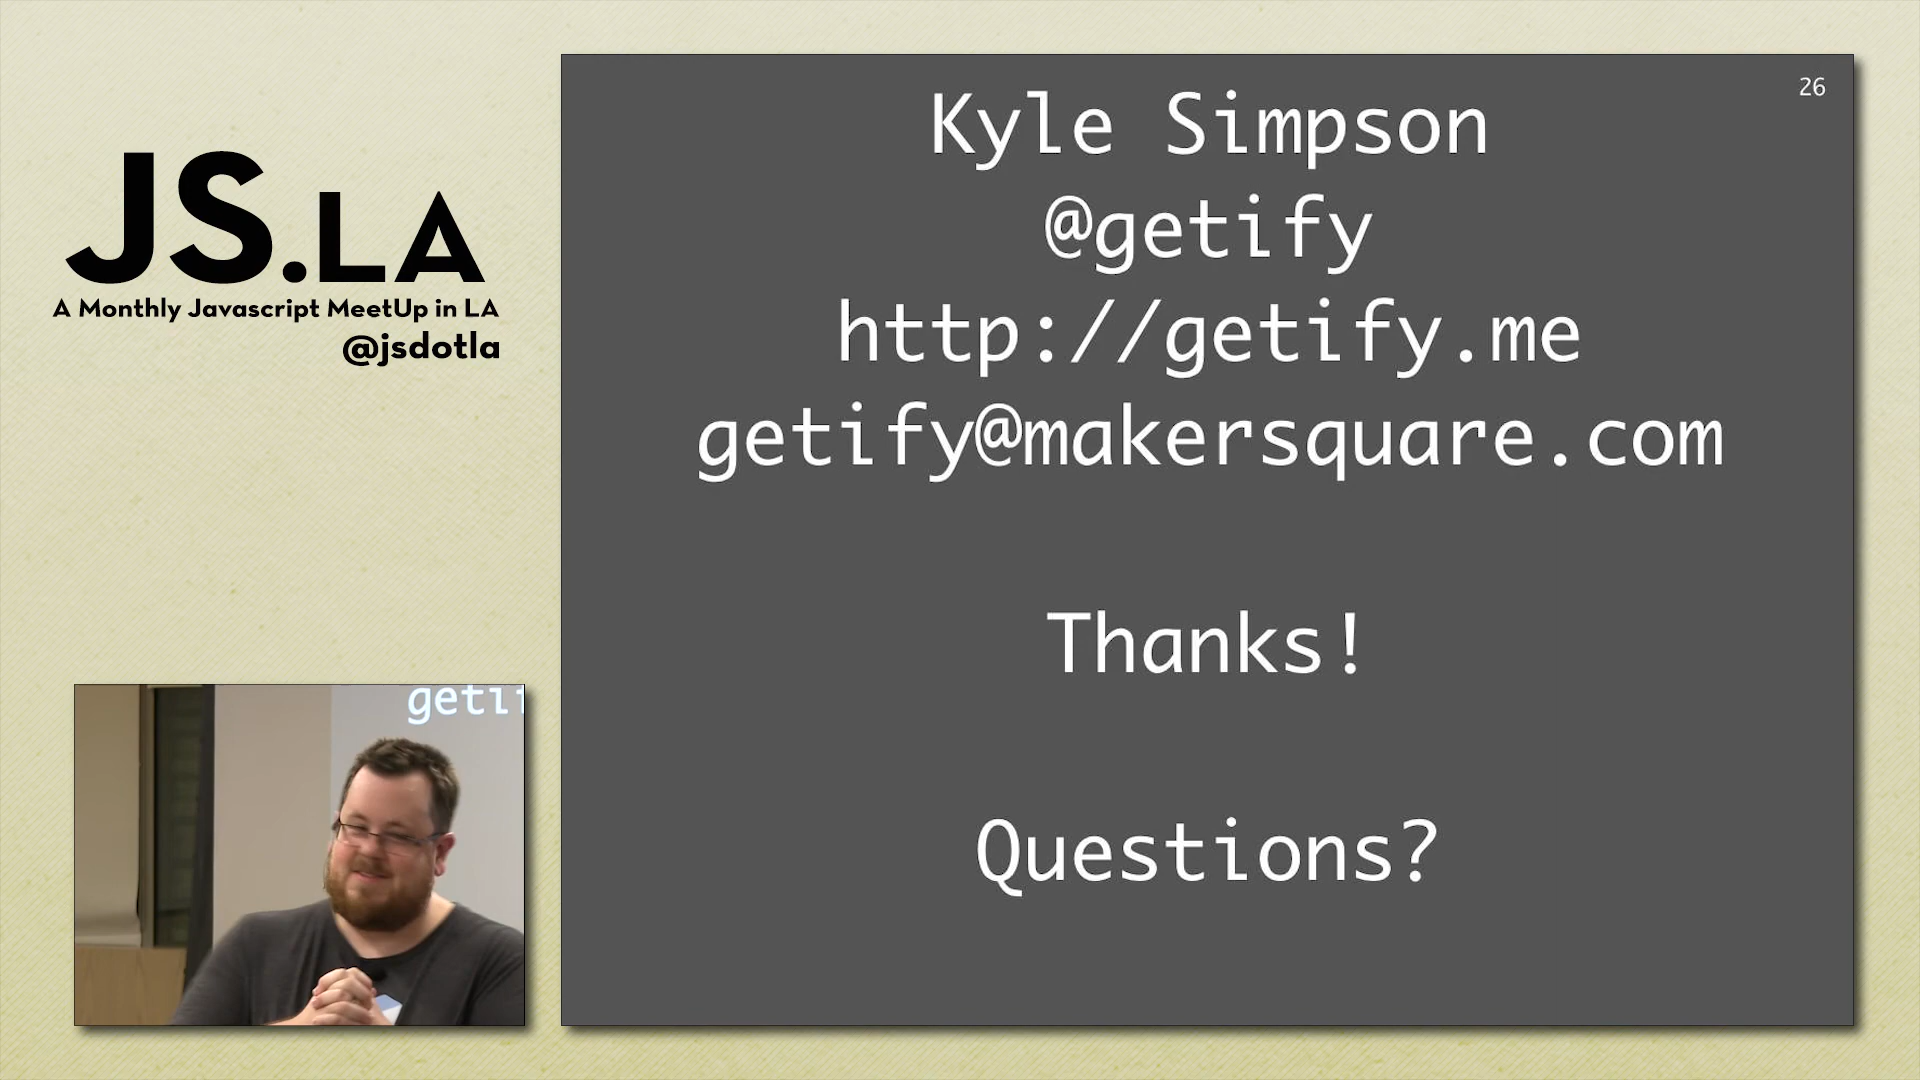 JS.LA
A Monthly Javascript MeetUp in LA
@jsdotla
26
Kyle Simpson
@getify
http://getify.me
getify@makersquare.com
Thanks!
Questions?
getif